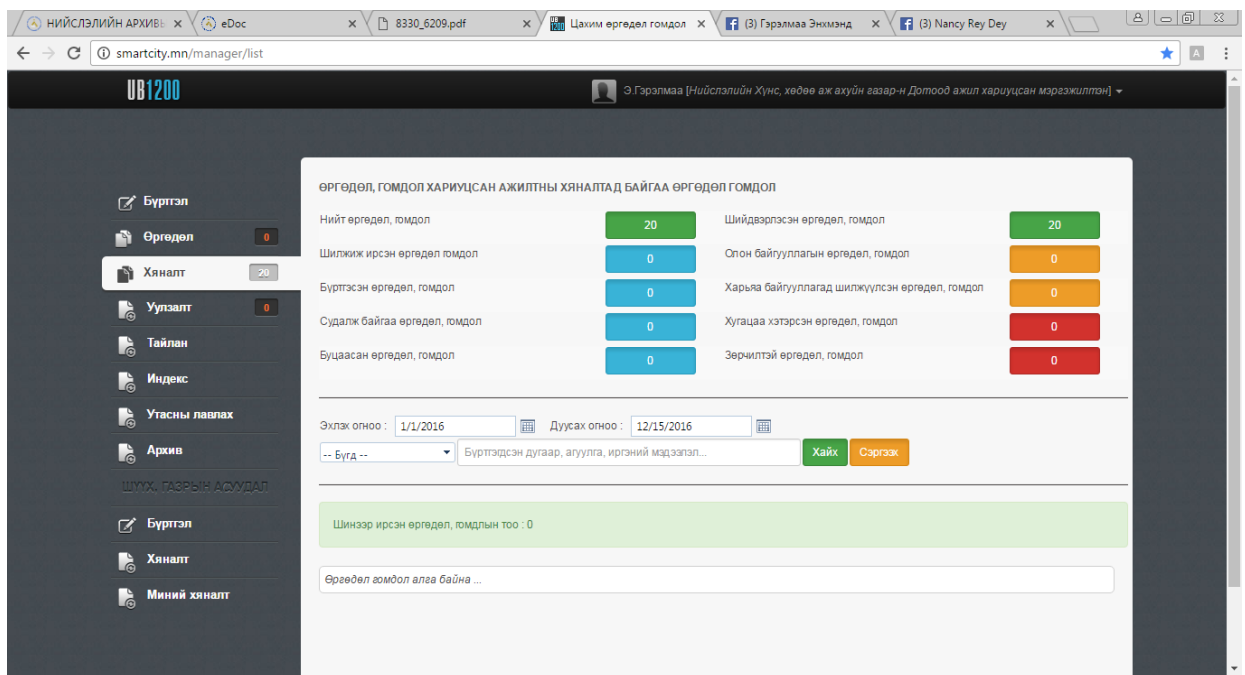 НИЙСЛЭЛИЙН АРХИВЬ
eDoc
8330_6209.pdf
Цахим өргөдөл гомдол
(3) Гэрэлмаа Энхмэнд
(3) Nancy Rey Dey
smartcity.mn/manager/list
UB1200
Э.Гэрэлмаа [Нийслэлийн Хүнс, хөдөө аж ахуйн газар-н Дотоод ажил хариуцсан мэргэжилтэн]
ӨРГӨДӨЛ, ГОМДОЛ ХАРИУЦСАН АЖИЛТНЫ ХЯНАЛТАД БАЙГАА ӨРГӨДӨЛ ГОМДОЛ
Бүртгэл
Өргөдөл 0
Хяналт 20
Уулзалт 0
Тайлан
Индекс
Утасны лавлах
Архив
ШҮҮХ, ГАЗРЫН АСУУДАЛ
Бүртгэл
Хяналт
Миний хяналт
Нийт өргөдөл, гомдол 20 Шийдвэрлэсэн өргөдөл, гомдол 20
Шилжиж ирсэн өргөдөл гомдол 0 Олон байгууллагын өргөдөл, гомдол 0
Бүртгэсэн өргөдөл, гомдол 0 Харьяа байгууллагад шилжүүлсэн өргөдөл, гомдол 0
Судалж байгаа өргөдөл, гомдол 0 Хугацаа хэтэрсэн өргөдөл, гомдол 0
Буцаасан өргөдөл, гомдол 0 Зөрчилтэй өргөдөл, гомдол 0
Эхлэх огноо : 1/1/2016 Дуусах огноо : 12/15/2016
-- Бүгд -- Бүртгэгдсэн дугаар, агуулга, иргэний мэдээлэл... Хайх Сэргээх
Шинээр ирсэн өргөдөл, гомдлын тоо : 0
Өргөдөл гомдол алга байна ...